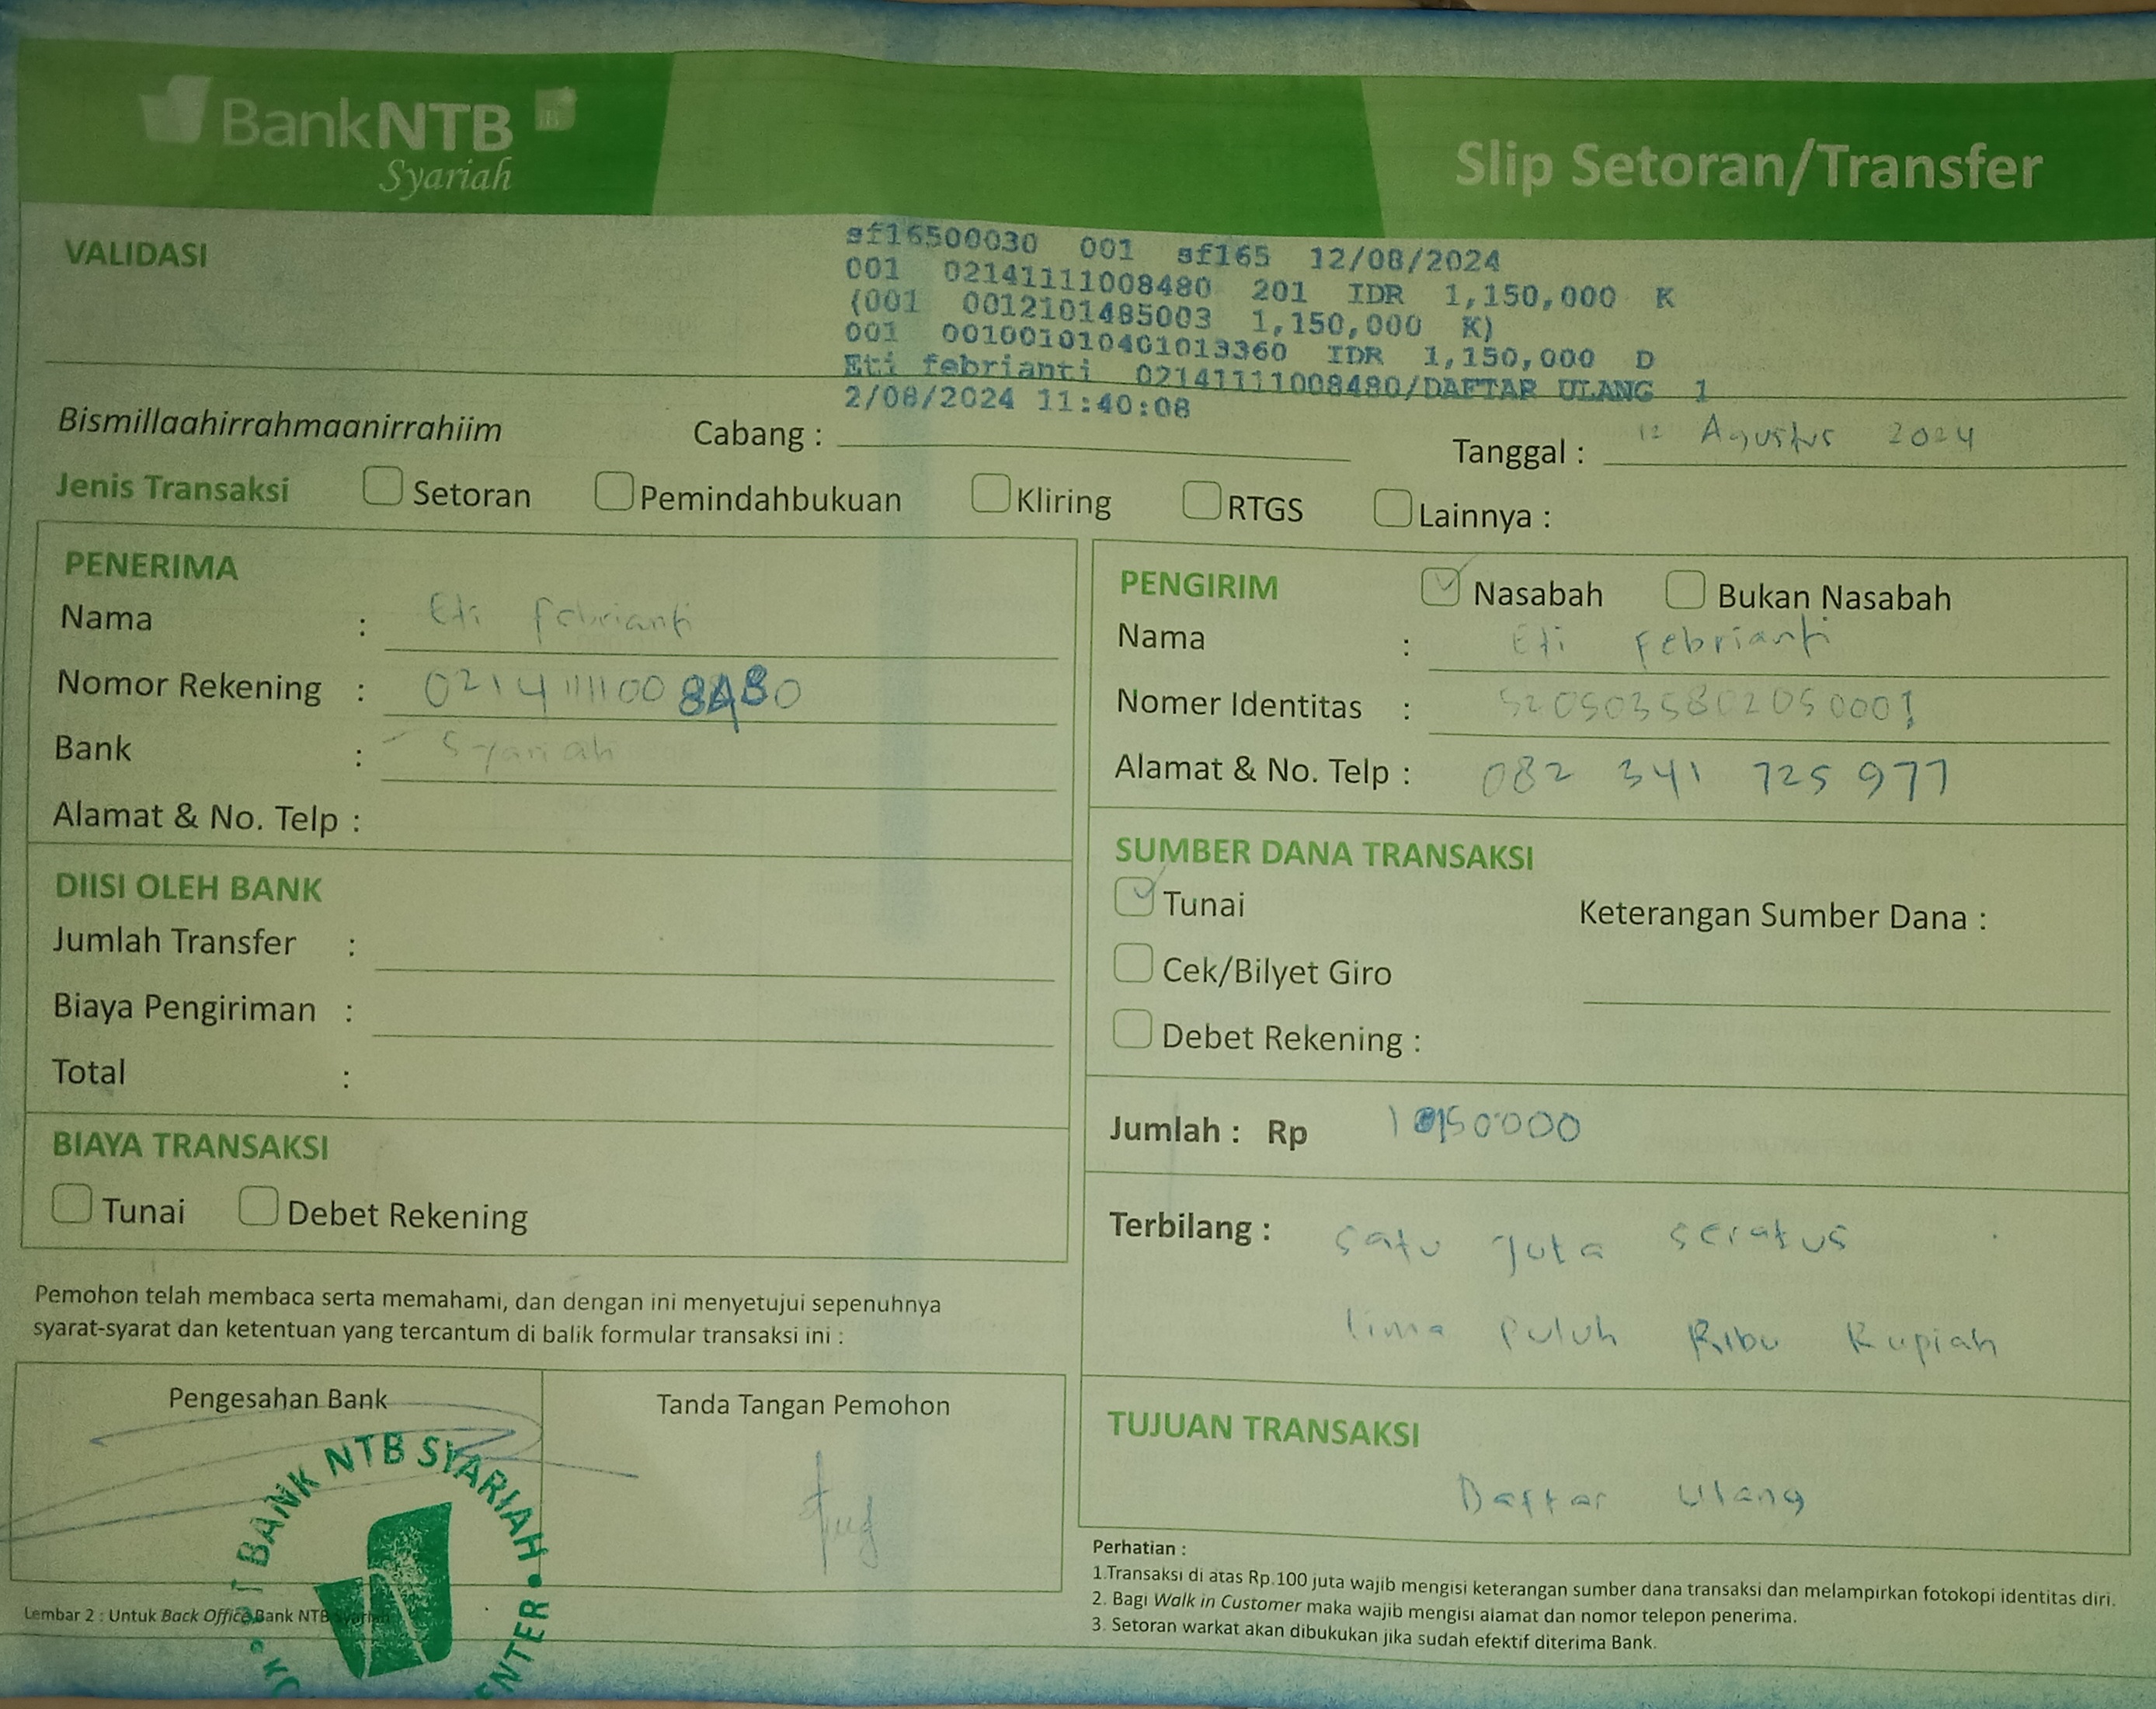 BankNTB
Syariah
Slip Setoran/Transfer
VALIDASI
sf16500030 001 sf165 12/08/2024
001 02141111008480 201 IDR 1,150,000 K
(001 0012101485003 1,150,000 K)
001 001001010401013360 IDR 1,150,000 D
Eti febrianti 02141111008480/DAFTAR ULANG 1
2/08/2024 11:40:08
Bismillaahirrahmaanirrahiim
Cabang :
Tanggal : 12 Agustus 2024
Jenis Transaksi Setoran Pemindahbukuan Kliring RTGS Lainnya :
PENERIMA
Nama : Eti febrianti
Nomor Rekening : 02141111008480
Bank : Syariah
Alamat & No. Telp :
DIISI OLEH BANK
Jumlah Transfer :
Biaya Pengiriman :
Total :
BIAYA TRANSAKSI
Tunai Debet Rekening
Pemohon telah membaca serta memahami, dan dengan ini menyetujui sepenuhnya
syarat-syarat dan ketentuan yang tercantum di balik formular transaksi ini :
Pengesahan Bank
Tanda Tangan Pemohon
BANK NTB SYARIAH
Lembar 2 : Untuk Back Office Bank NTB Syariah
PENGIRIM Nasabah Bukan Nasabah
Nama : Eti Febrianti
Nomer Identitas : 5205035802050001
Alamat & No. Telp : 082 341 725 977
SUMBER DANA TRANSAKSI
Tunai
Keterangan Sumber Dana :
Cek/Bilyet Giro
Debet Rekening :
Jumlah : Rp 1150000
Terbilang : Satu juta seratus
lima puluh Ribu Rupiah
TUJUAN TRANSAKSI
Daftar Ulang
Perhatian :
1.Transaksi di atas Rp.100 juta wajib mengisi keterangan sumber dana transaksi dan melampirkan fotokopi identitas diri.
2. Bagi Walk in Customer maka wajib mengisi alamat dan nomor telepon penerima.
3. Setoran warkat akan dibukukan jika sudah efektif diterima Bank.